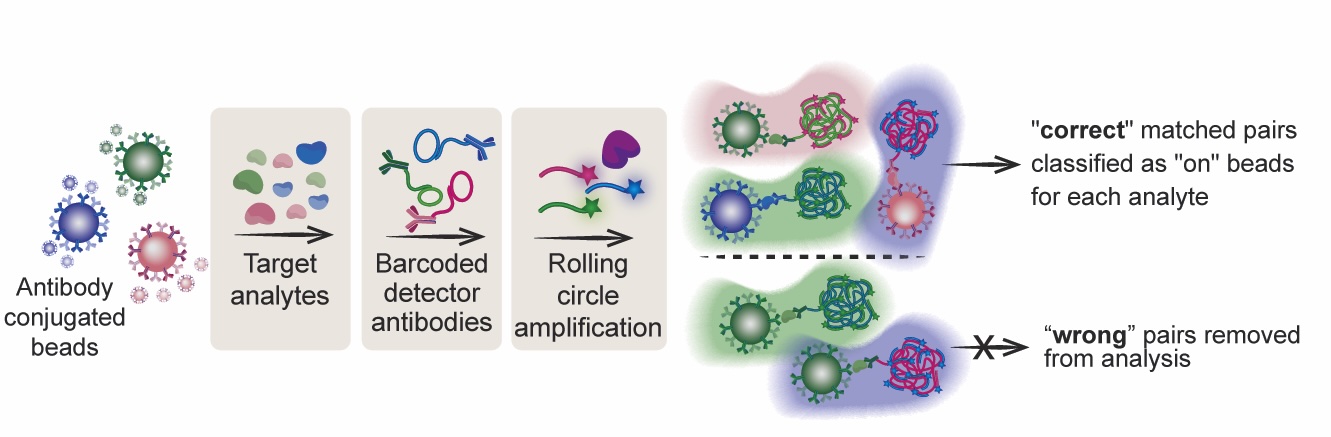 Antibody
conjugated
beads
Target
analytes
Barcoded
detector
antibodies
Rolling
circle
amplification
"correct" matched pairs
classified as "on" beads
for each analyte
“wrong” pairs removed
from analysis